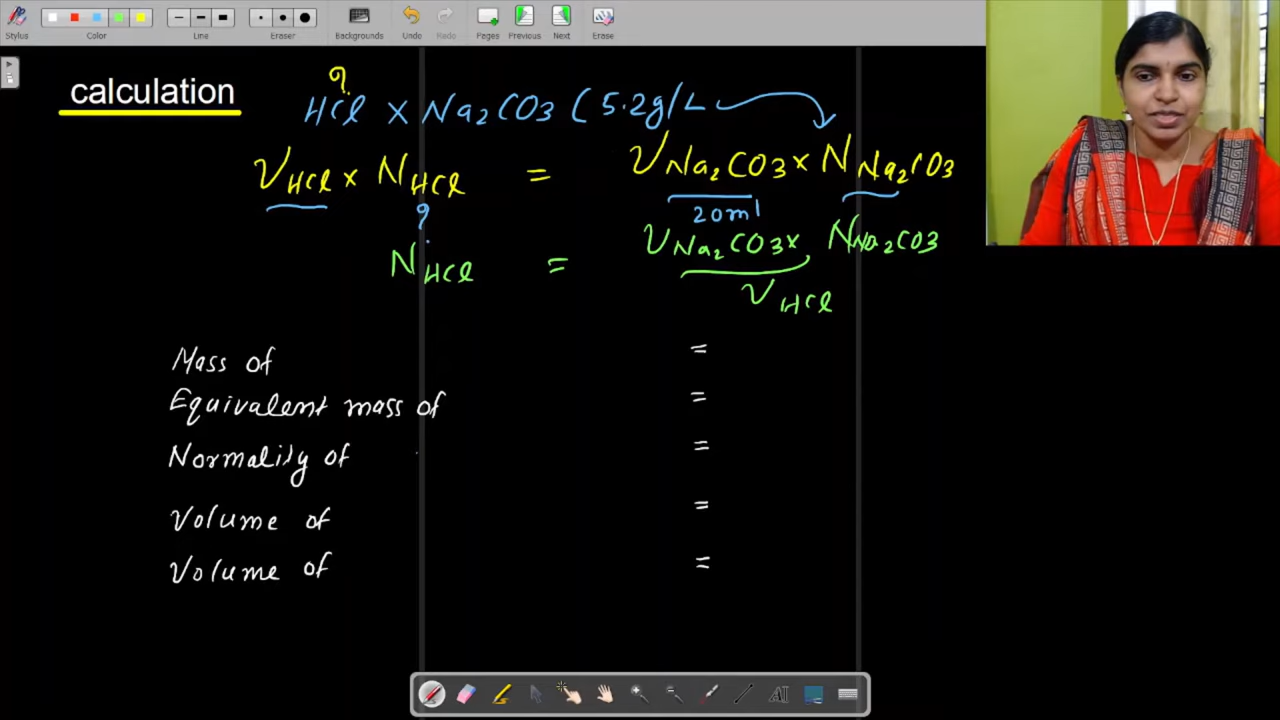 Stylus Color Line Eraser Backgrounds Undo Redo Pages Previous Next Erase
calculation
?
HCl x Na2CO3 (5.2g/L
VHCl x NHCl = VNa2CO3 x NNa2CO3
? 20ml
NHCl = VNa2CO3 x NNa2CO3
VHCl
Mass of =
Equivalent mass of =
Normality of =
Volume of =
Volume of =
AI